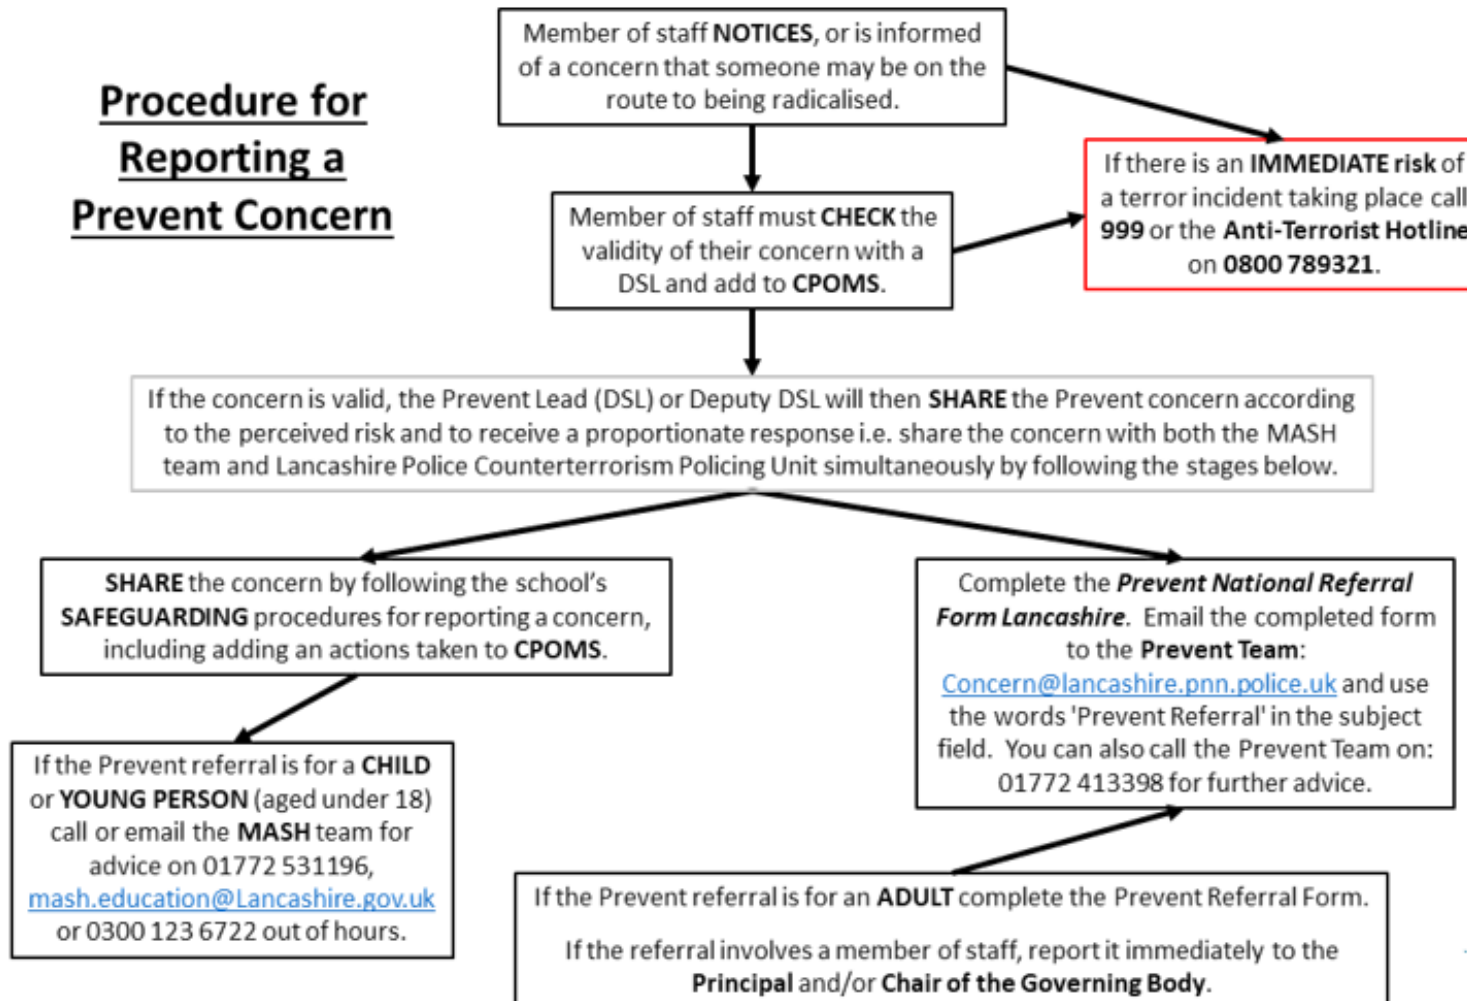 Procedure for
Reporting a
Prevent Concern
Member of staff NOTICES, or is informed
of a concern that someone may be on the
route to being radicalised.
If there is an IMMEDIATE risk of
a terror incident taking place call
999 or the Anti-Terrorist Hotline
on 0800 789321.
Member of staff must CHECK the
validity of their concern with a
DSL and add to CPOMS.
If the concern is valid, the Prevent Lead (DSL) or Deputy DSL will then SHARE the Prevent concern according
to the perceived risk and to receive a proportionate response i.e. share the concern with both the MASH
team and Lancashire Police Counterterrorism Policing Unit simultaneously by following the stages below.
SHARE the concern by following the school's
SAFEGUARDING procedures for reporting a concern,
including adding an actions taken to CPOMS.
Complete the Prevent National Referral
Form Lancashire. Email the completed form
to the Prevent Team:
Concern@lancashire.pnn.police.uk and use
the words 'Prevent Referral' in the subject
field. You can also call the Prevent Team on:
01772 413398 for further advice.
If the Prevent referral is for a CHILD
or YOUNG PERSON (aged under 18)
call or email the MASH team for
advice on 01772 531196,
mash.education@Lancashire.gov.uk
or 0300 123 6722 out of hours.
If the Prevent referral is for an ADULT complete the Prevent Referral Form.
If the referral involves a member of staff, report it immediately to the
Principal and/or Chair of the Governing Body.